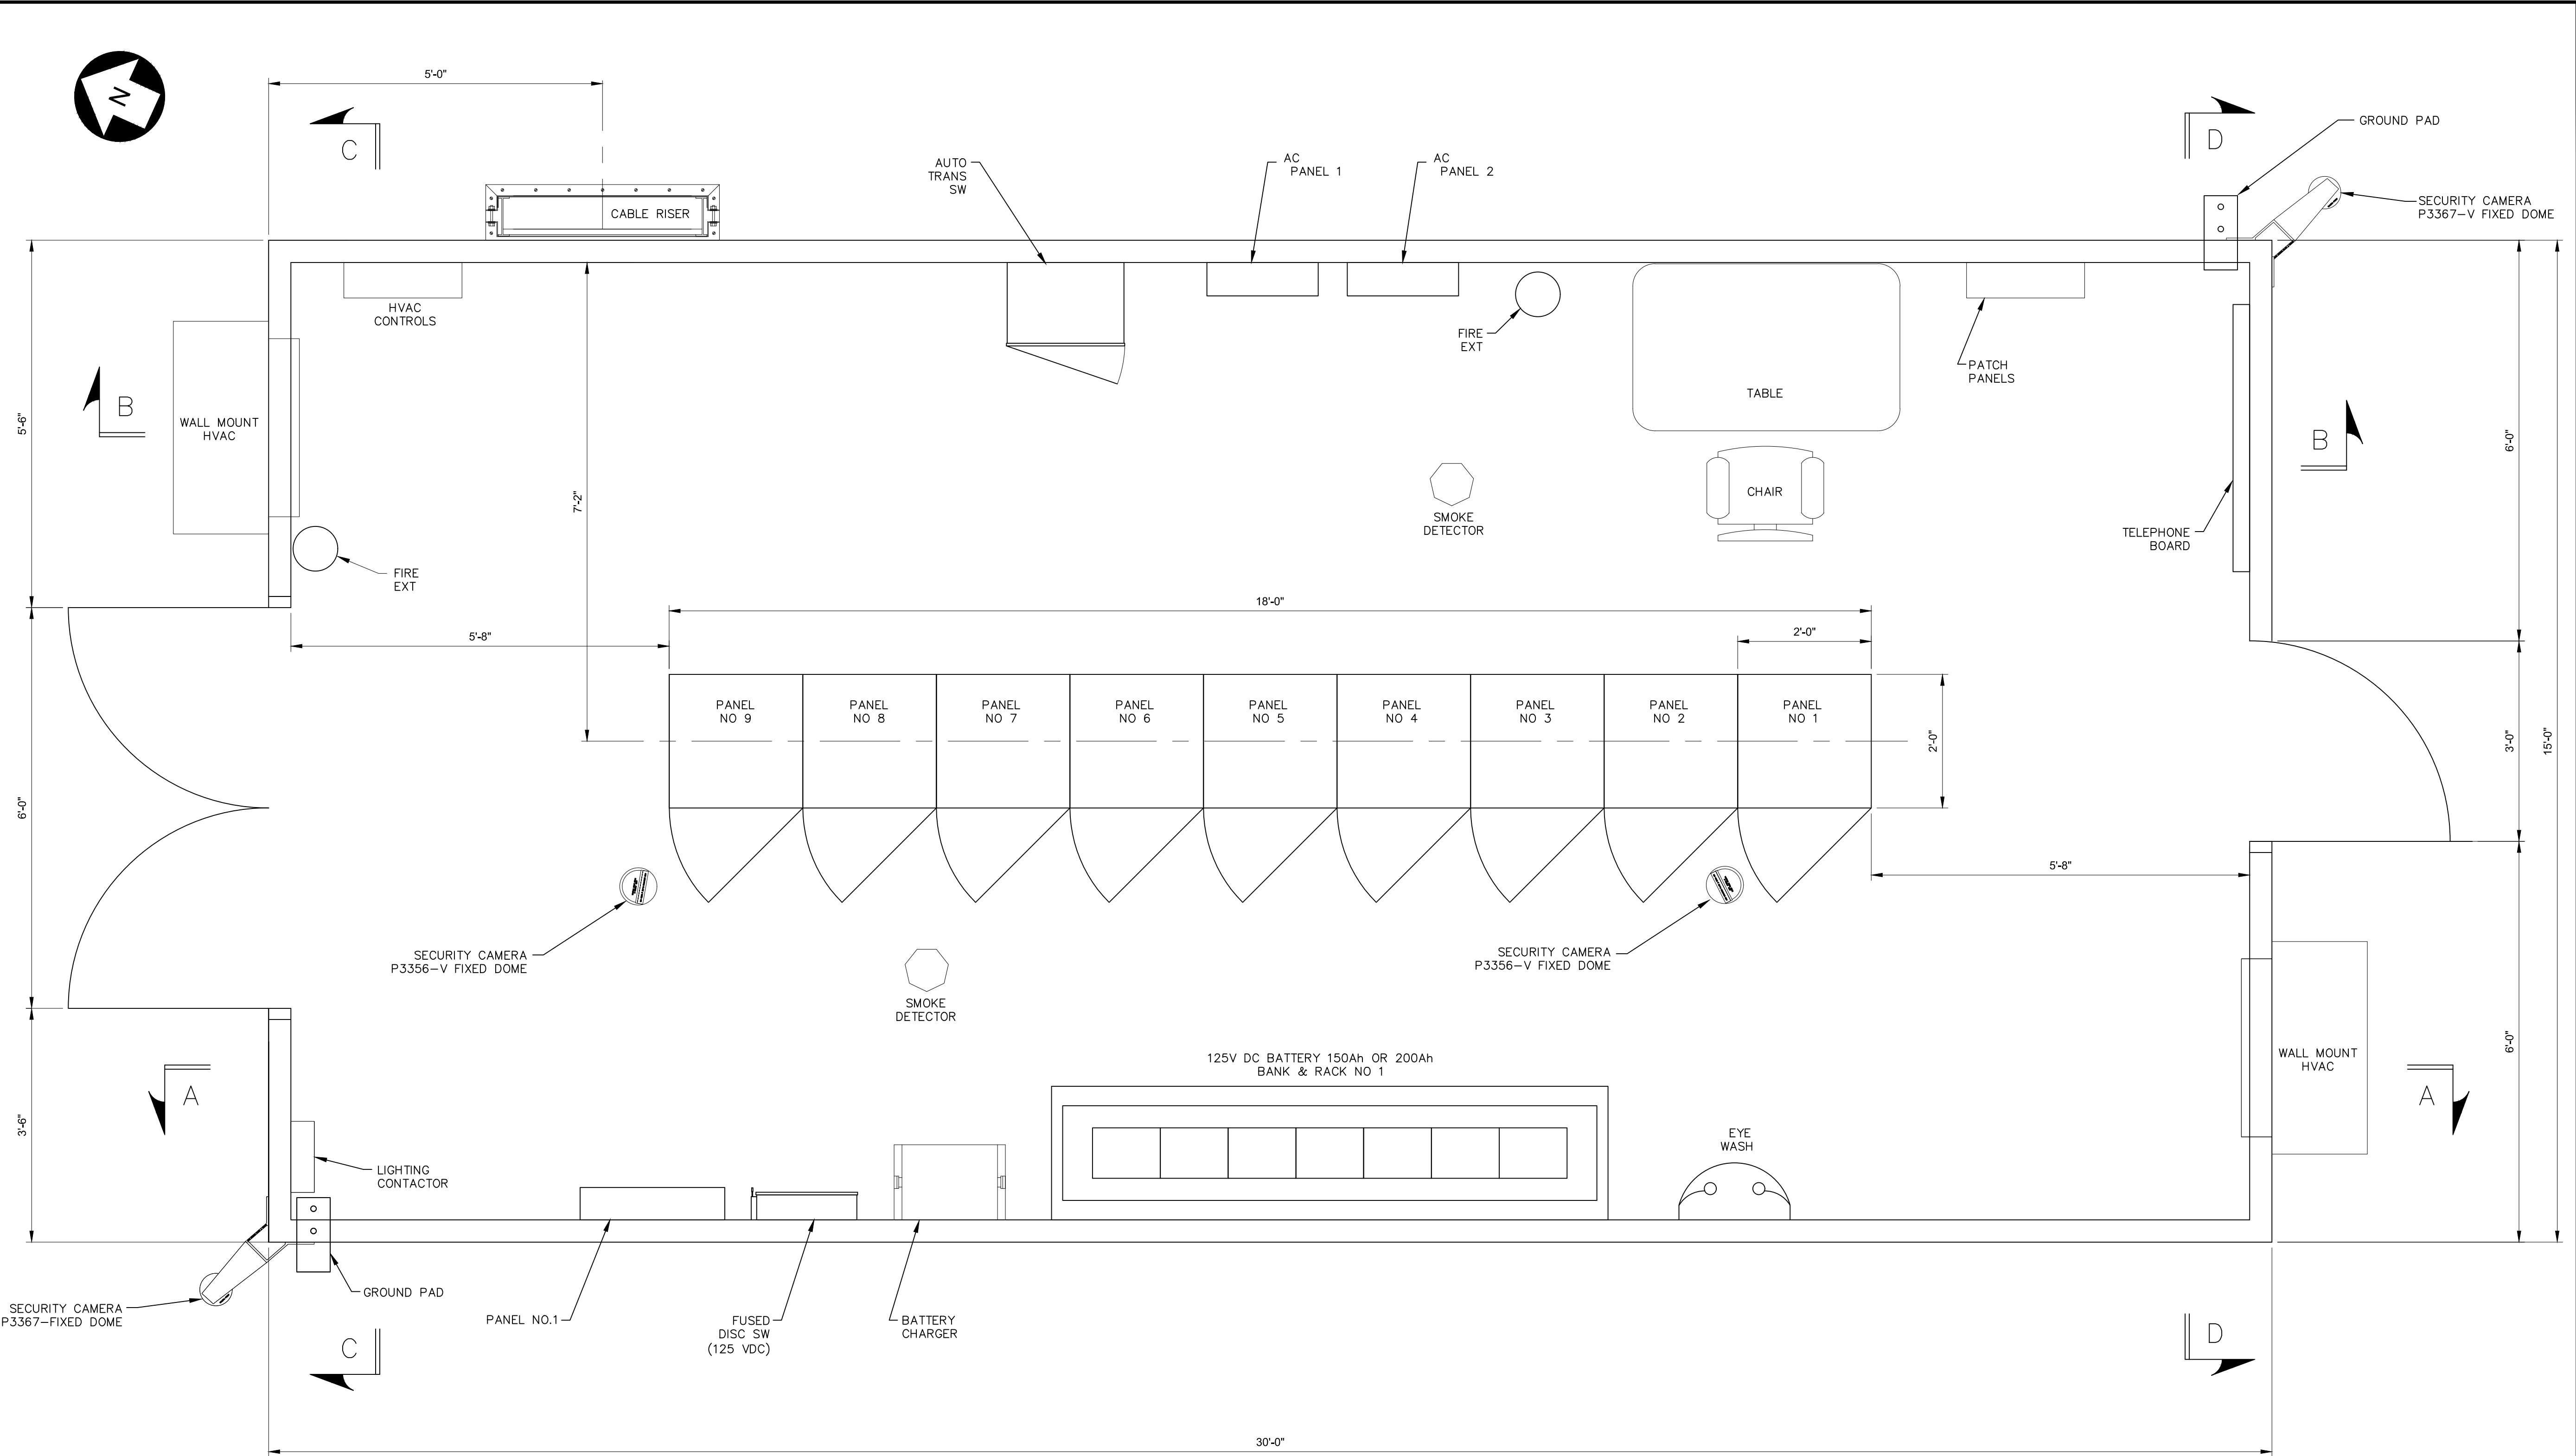 N
5'-0"
C
D
GROUND PAD
AUTO
TRANS
SW
AC
PANEL 1
AC
PANEL 2
SECURITY CAMERA
P3367-V FIXED DOME
CABLE RISER
HVAC
CONTROLS
FIRE
EXT
PATCH
PANELS
TABLE
B
WALL MOUNT
HVAC
5'-6"
B
6'-0"
7'-2"
CHAIR
SMOKE
DETECTOR
TELEPHONE
BOARD
FIRE
EXT
18'-0"
5'-8"
2'-0"
PANEL
NO 9
PANEL
NO 8
PANEL
NO 7
PANEL
NO 6
PANEL
NO 5
PANEL
NO 4
PANEL
NO 3
PANEL
NO 2
PANEL
NO 1
2'-0"
3'-0"
15'-0"
6'-0"
5'-8"
SECURITY CAMERA
P3356-V FIXED DOME
SECURITY CAMERA
P3356-V FIXED DOME
SMOKE
DETECTOR
125V DC BATTERY 150Ah OR 200Ah
BANK & RACK NO 1
6'-0"
WALL MOUNT
HVAC
A
A
3'-6"
EYE
WASH
LIGHTING
CONTACTOR
GROUND PAD
SECURITY CAMERA
P3367-FIXED DOME
PANEL NO.1
FUSED
DISC SW
(125 VDC)
BATTERY
CHARGER
C
D
30'-0"